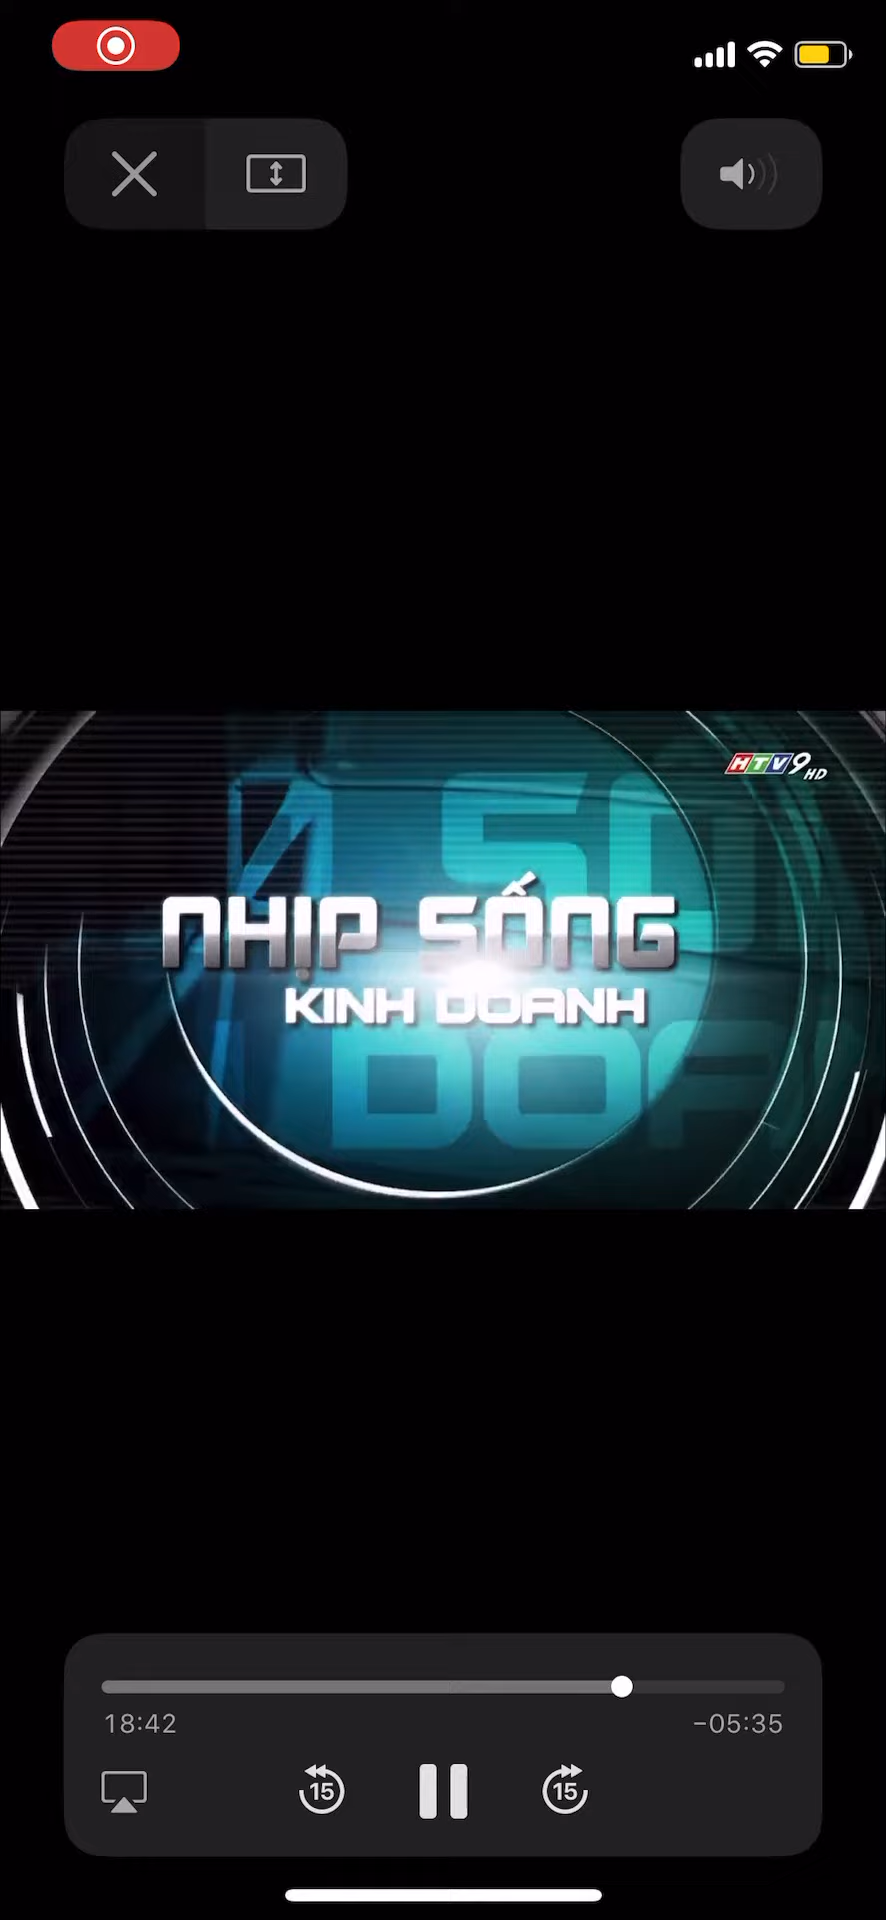 HTV9 HD
NHỊP SỐNG
KINH DOANH
18:42
-05:35
15
15